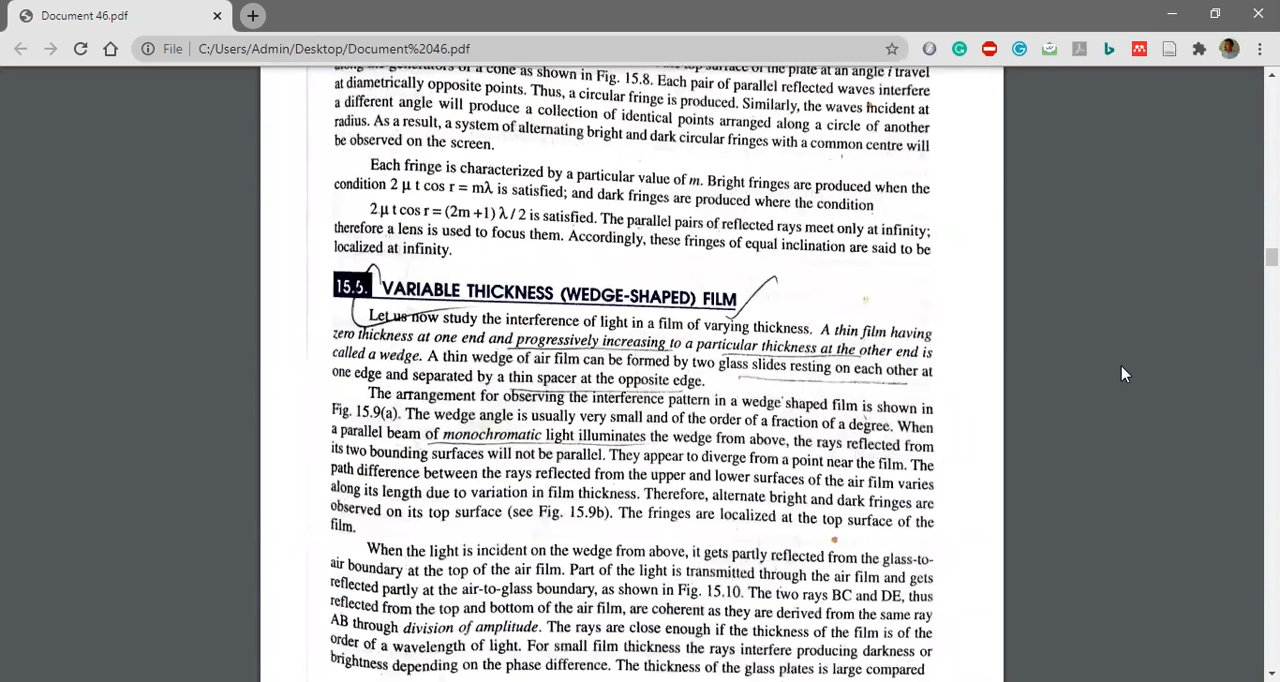 Document 46.pdf
File | C:/Users/Admin/Desktop/Document%2046.pdf
a cone as shown in Fig. 15.8. Each pair of parallel reflected waves interfere
at diametrically opposite points. Thus, a circular fringe is produced. Similarly, the waves incident at
a different angle will produce a collection of identical points arranged along a circle of another
radius. As a result, a system of alternating bright and dark circular fringes with a common centre will
be observed on the screen.
Each fringe is characterized by a particular value of m. Bright fringes are produced when the
condition 2 μ t cos r = mλ is satisfied; and dark fringes are produced where the condition
2μ t cos r = (2m +1) λ / 2 is satisfied. The parallel pairs of reflected rays meet only at infinity;
therefore a lens is used to focus them. Accordingly, these fringes of equal inclination are said to be
localized at infinity.
VARIABLE THICKNESS (WEDGE-SHAPED) FILM
Let us now study the interference of light in a film of varying thickness. A thin film having
zero thickness at one end and progressively increasing to a particular thickness at the other end is
called a wedge. A thin wedge of air film can be formed by two glass slides resting on each other at
one edge and separated by a thin spacer at the opposite edge.
The arrangement for observing the interference pattern in a wedge shaped film is shown in
Fig. 15.9(a). The wedge angle is usually very small and of the order of a fraction of a degree. When
a parallel beam of monochromatic light illuminates the wedge from above, the rays reflected from
its two bounding surfaces will not be parallel. They appear to diverge from a point near the film. The
path difference between the rays reflected from the upper and lower surfaces of the air film varies
along its length due to variation in film thickness. Therefore, alternate bright and dark fringes are
observed on its top surface (see Fig. 15.9b). The fringes are localized at the top surface of the
film.
When the light is incident on the wedge from above, it gets partly reflected from the glass-to-
air boundary at the top of the air film. Part of the light is transmitted through the air film and gets
reflected partly at the air-to-glass boundary, as shown in Fig. 15.10. The two rays BC and DE, thus
reflected from the top and bottom of the air film, are coherent as they are derived from the same ray
AB through division of amplitude. The rays are close enough if the thickness of the film is of the
order of a wavelength of light. For small film thickness the rays interfere producing darkness or
brightness depending on the phase difference. The thickness of the glass plates is large compared